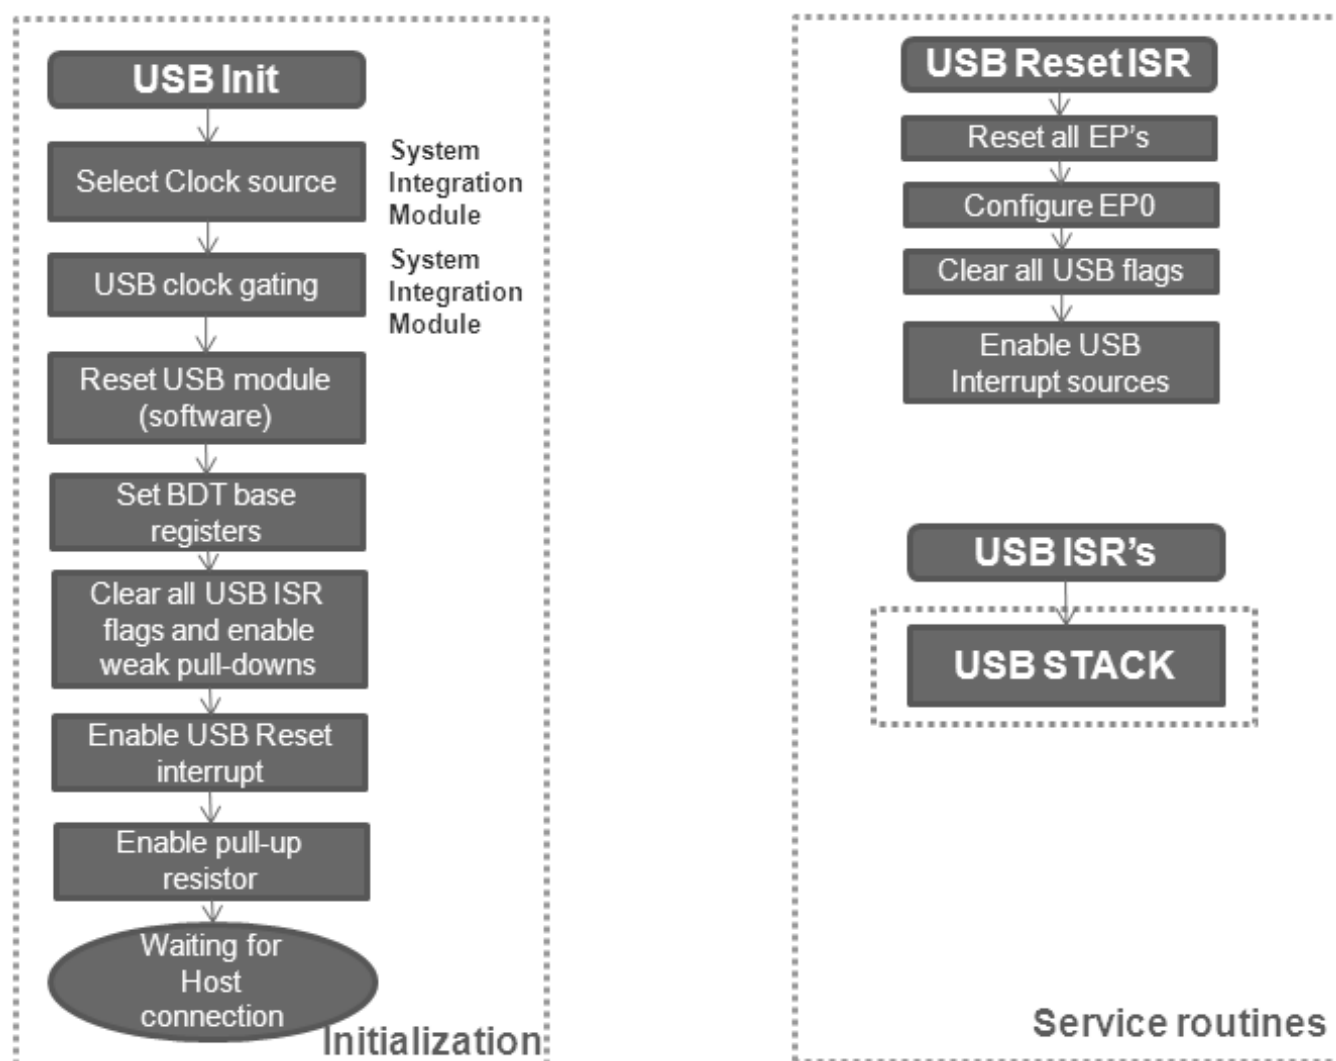 USB Init
Select Clock source
System
Integration
Module
USB clock gating
System
Integration
Module
Reset USB module
(software)
Set BDT base
registers
Clear all USB ISR
flags and enable
weak pull-downs
Enable USB Reset
interrupt
Enable pull-up
resistor
Waiting for
Host
connection
Initialization
USB Reset ISR
Reset all EP's
Configure EP0
Clear all USB flags
Enable USB
Interrupt sources
USB ISR's
USB STACK
Service routines